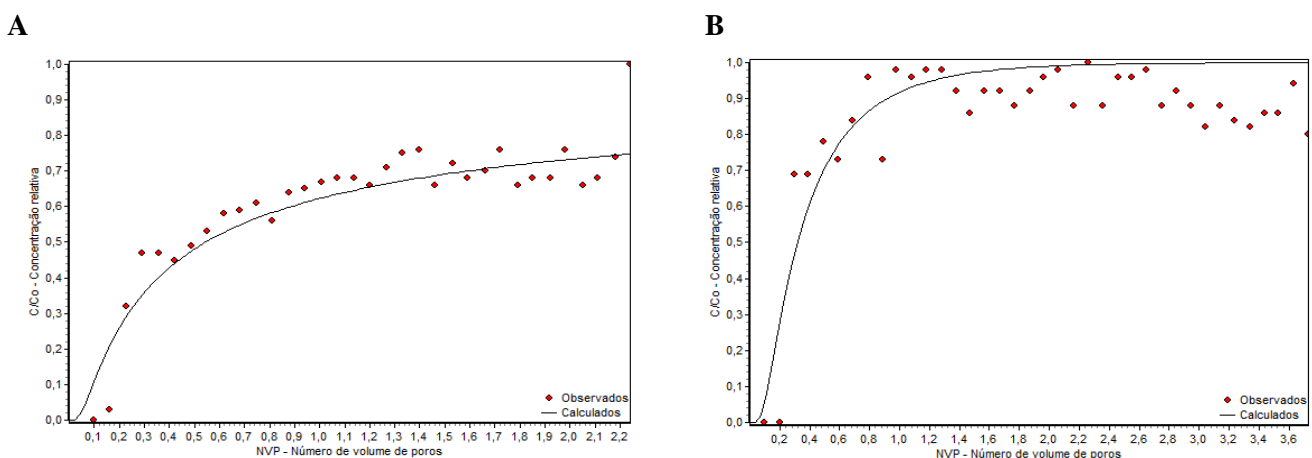 A
C/Co - Concentração relativa
1,0
0,9
0,8
0,7
0,6
0,5
0,4
0,3
0,2
0,1
0,0
Observados
Calculados
0,1 0,2 0,3 0,4 0,5 0,6 0,7 0,8 0,9 1,0 1,1 1,2 1,3 1,4 1,5 1,6 1,7 1,8 1,9 2,0 2,1 2,2
NVP - Número de volume de poros
B
C/Co - Concentração relativa
1,0
0,9
0,8
0,7
0,6
0,5
0,4
0,3
0,2
0,1
0,0
Observados
Calculados
0,2 0,4 0,6 0,8 1,0 1,2 1,4 1,6 1,8 2,0 2,2 2,4 2,6 2,8 3,0 3,2 3,4 3,6
NVP - Número de volume de poros